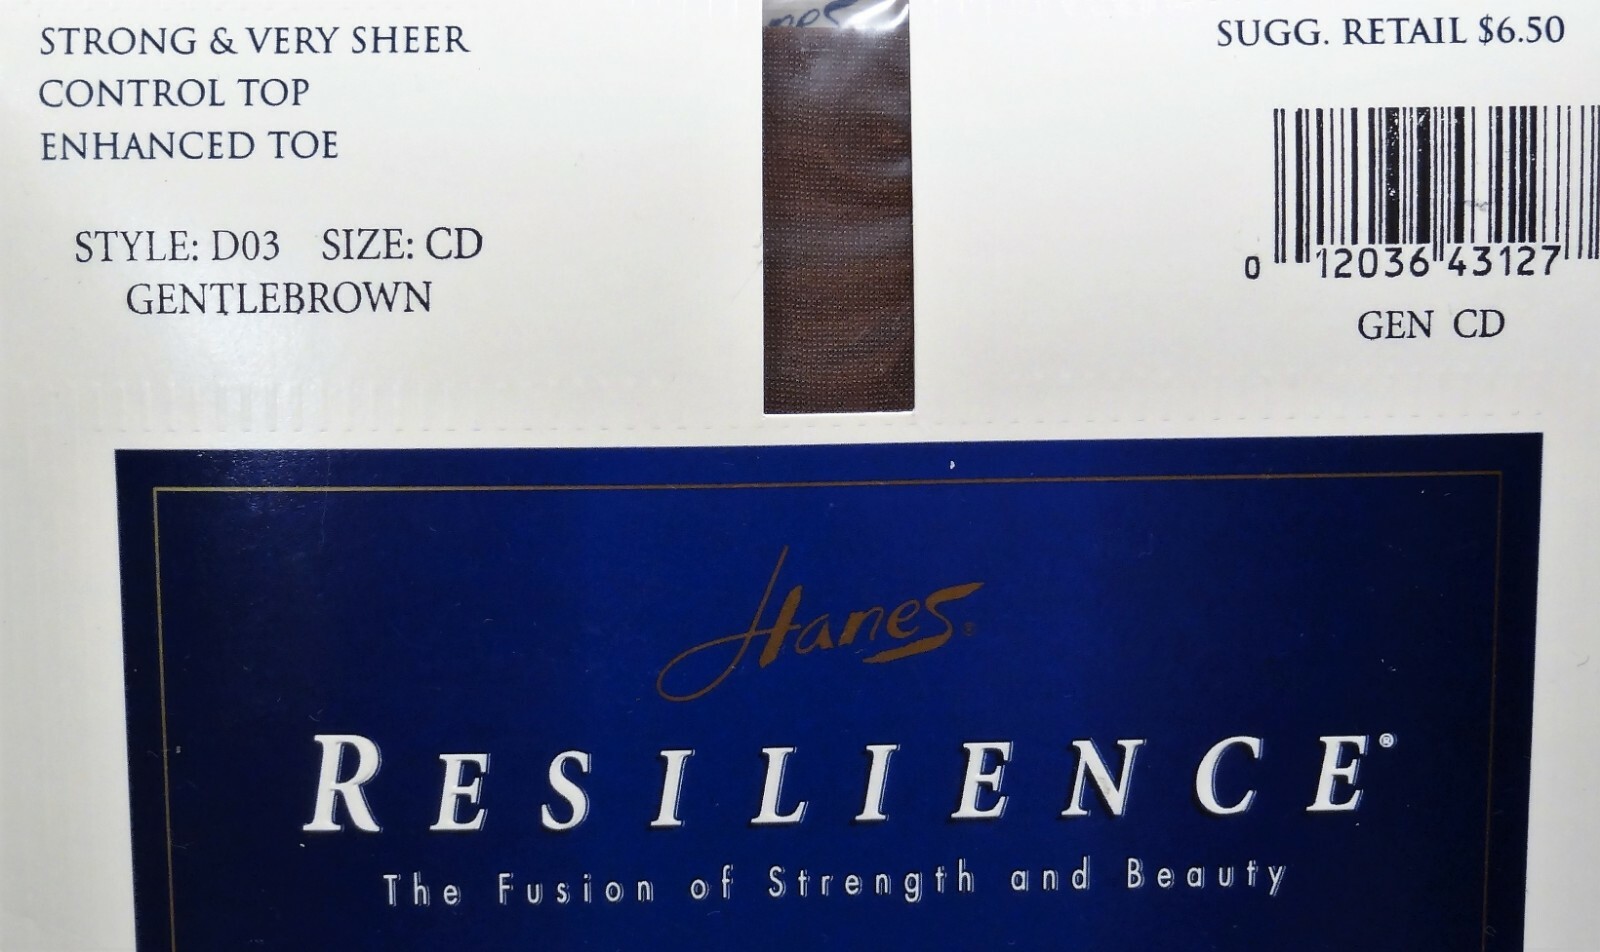 STRONG & VERY SHEER
CONTROL TOP
ENHANCED TOE
STYLE: D03 SIZE: CD
GENTLEBROWN
SUGG. RETAIL $6.50
0 12036 43127
GEN CD
Hanes®
RESILIENCE®
The Fusion of Strength and Beauty